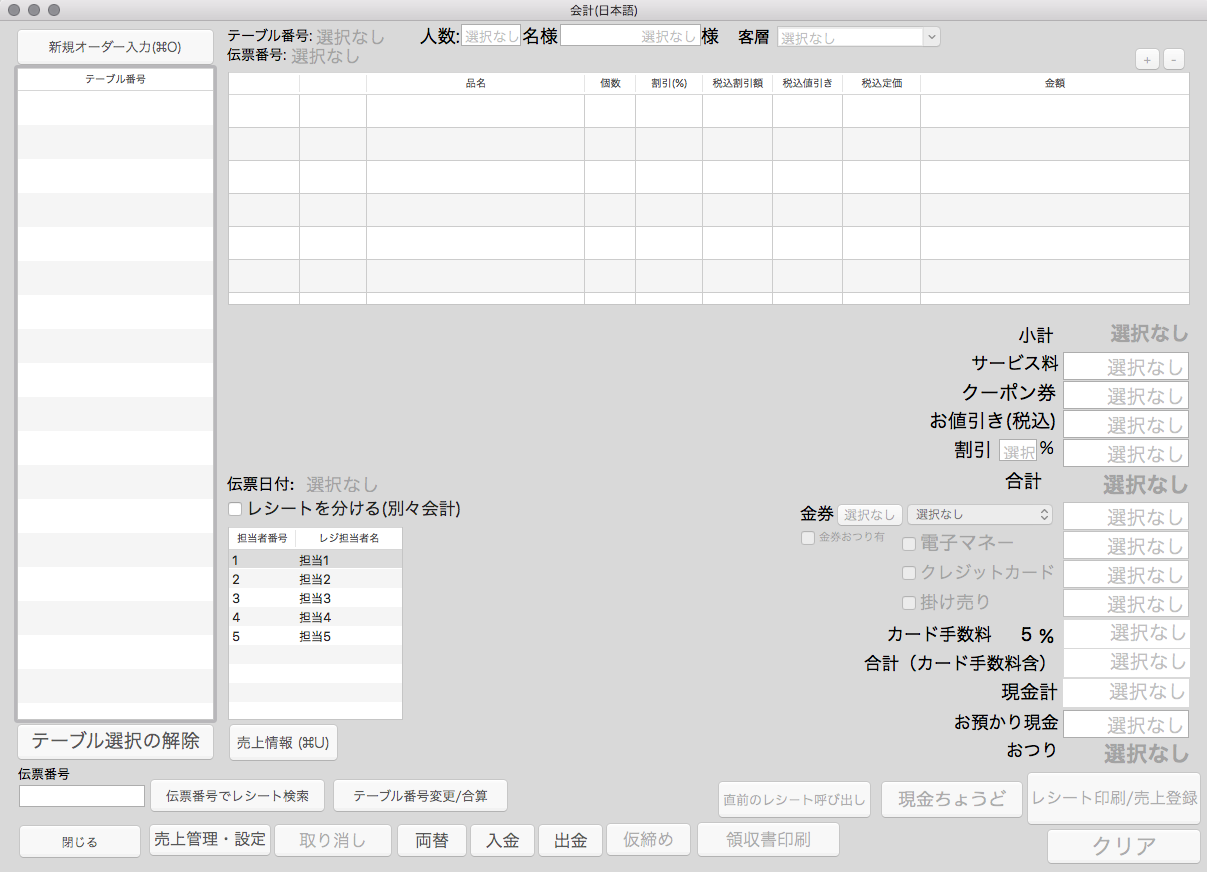 会計(日本語)
新規オーダー入力(⌘O)
テーブル番号: 選択なし 人数: 選択なし 名様 選択なし 様 客層 選択なし
伝票番号: 選択なし
+ -
テーブル番号
品名 個数 割引(%) 税込割引額 税込値引き 税込定価 金額
小計 選択なし
サービス料 選択なし
クーポン券 選択なし
お値引き(税込) 選択なし
割引 選択 % 選択なし
合計 選択なし
伝票日付: 選択なし
レシートを分ける(別々会計)
金券 選択なし 選択なし 選択なし
金券おつり有
電子マネー 選択なし
クレジットカード 選択なし
掛け売り 選択なし
カード手数料 5 % 選択なし
合計（カード手数料含） 選択なし
現金計 選択なし
お預かり現金 選択なし
おつり 選択なし
担当者番号 レジ担当者名
1 担当1
2 担当2
3 担当3
4 担当4
5 担当5
テーブル選択の解除 売上情報 (⌘U)
伝票番号
伝票番号でレシート検索 テーブル番号変更/合算 直前のレシート呼び出し 現金ちょうど レシート印刷/売上登録
閉じる 売上管理・設定 取り消し 両替 入金 出金 仮締め 領収書印刷 クリア